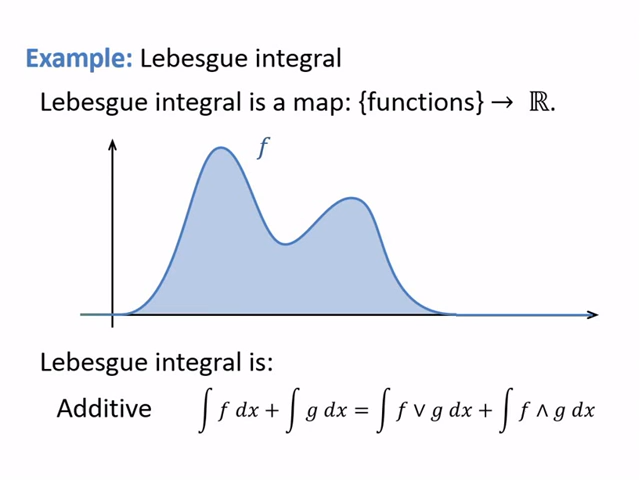 Example: Lebesgue integral
Lebesgue integral is a map: {functions} → ℝ.
f
Lebesgue integral is:
Additive ∫ f dx + ∫ g dx = ∫ f ∨ g dx + ∫ f ∧ g dx